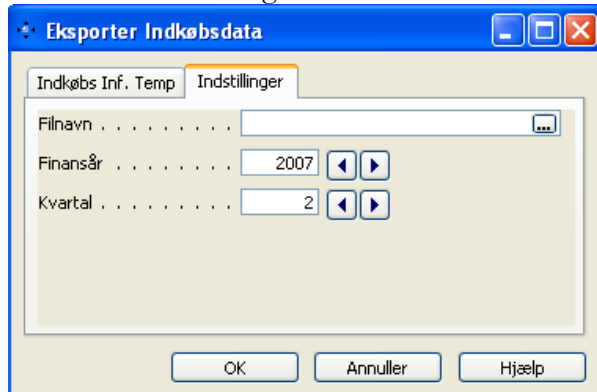 Eksporter Indkøbsdata
Indkøbs Inf. Temp Indstillinger
Filnavn . . . . . . . . . ...
Finansår . . . . . . . . 2007
Kvartal . . . . . . . . . 2
OK Annuller Hjælp